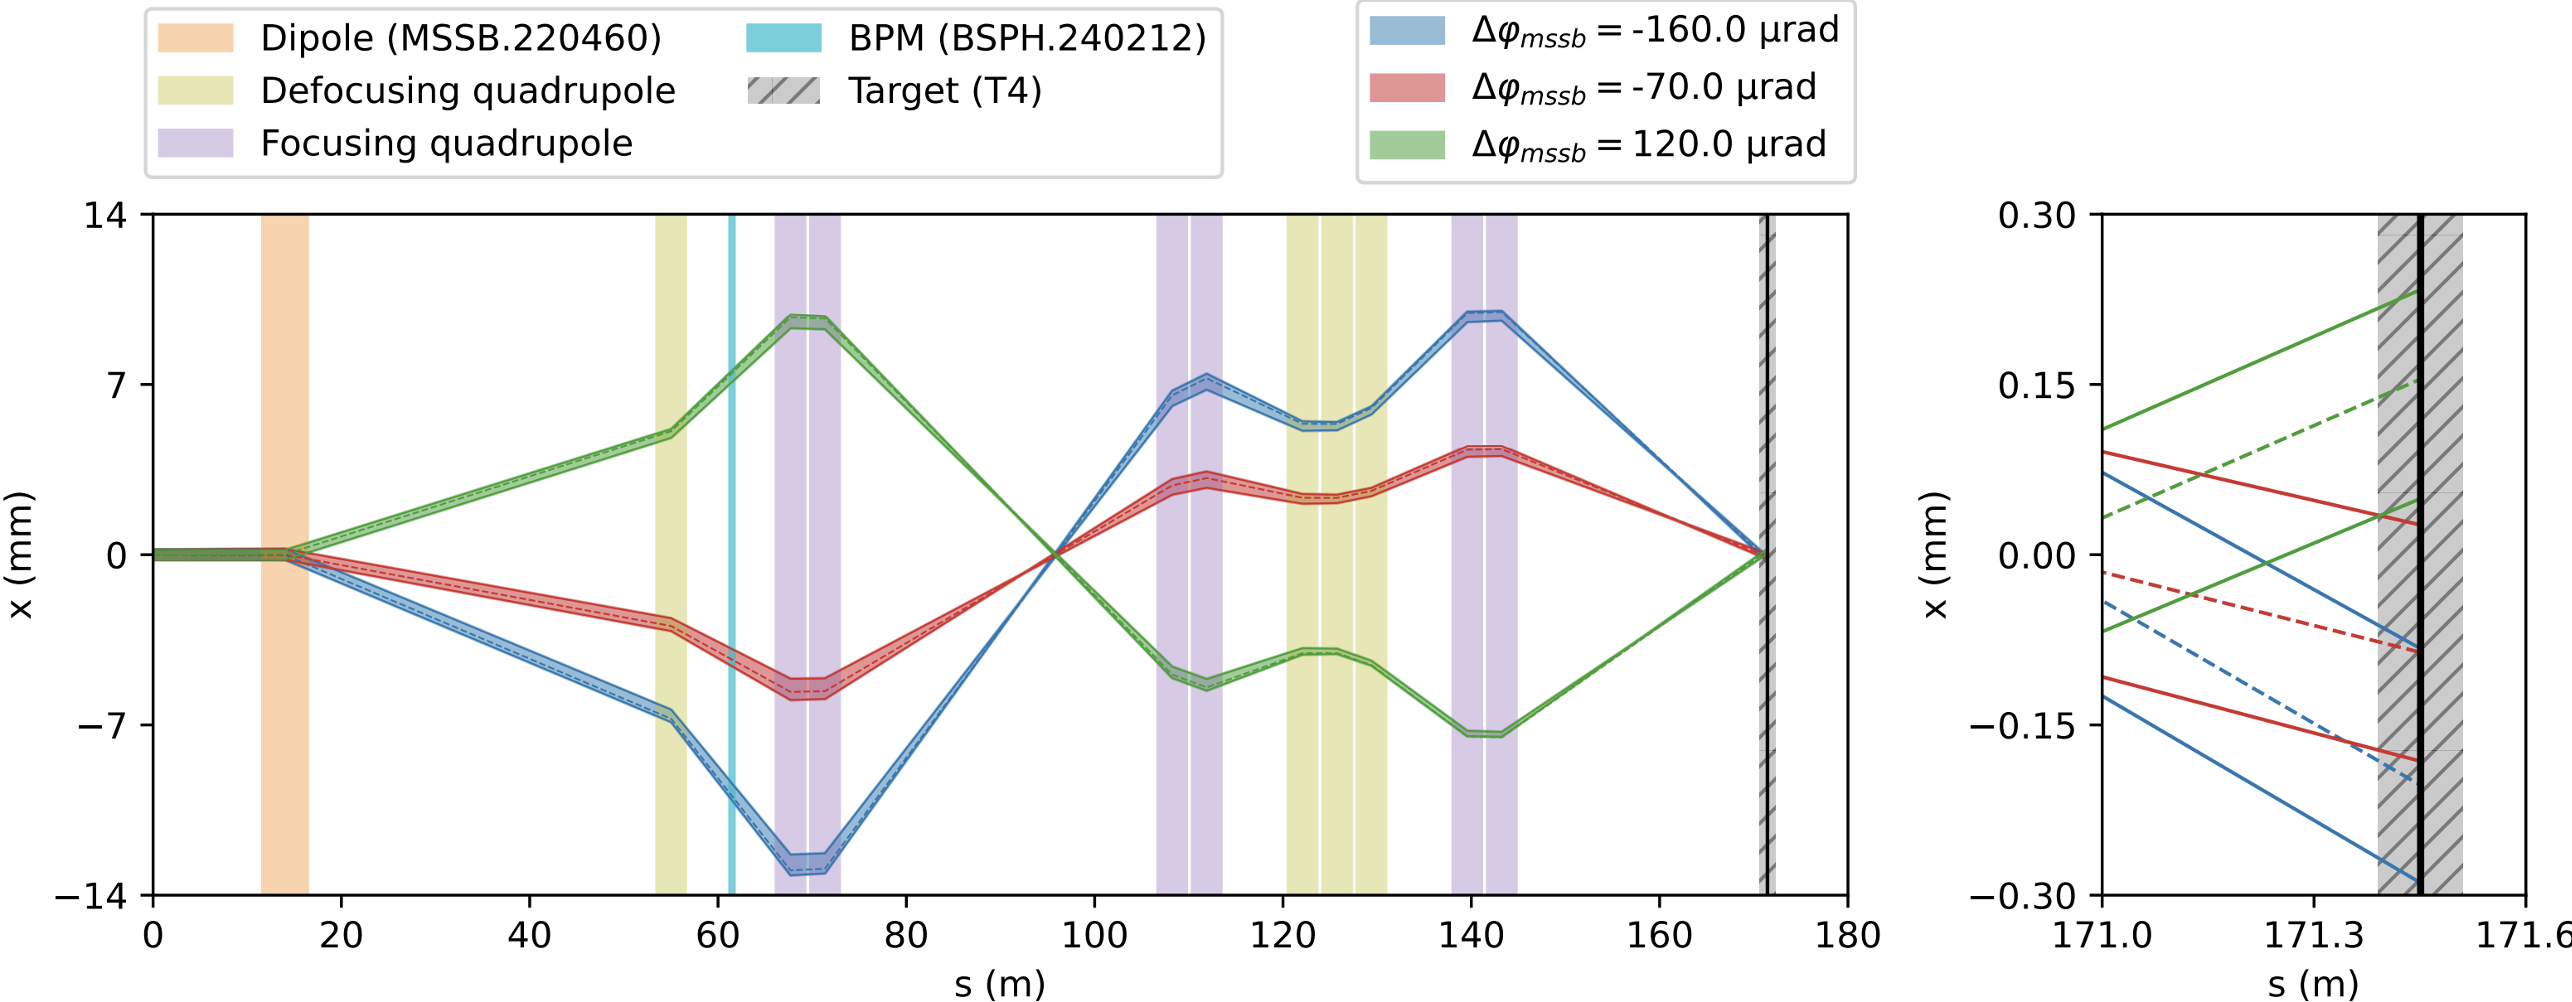 Dipole (MSSB.220460)
Defocusing quadrupole
Focusing quadrupole
BPM (BSPH.240212)
Target (T4)
Δφmssb = -160.0 μrad
Δφmssb = -70.0 μrad
Δφmssb = 120.0 μrad
14
7
0
−7
−14
x (mm)
0 20 40 60 80 100 120 140 160 180
s (m)
0.30
0.15
0.00
−0.15
−0.30
x (mm)
171.0 171.3 171.6
s (m)